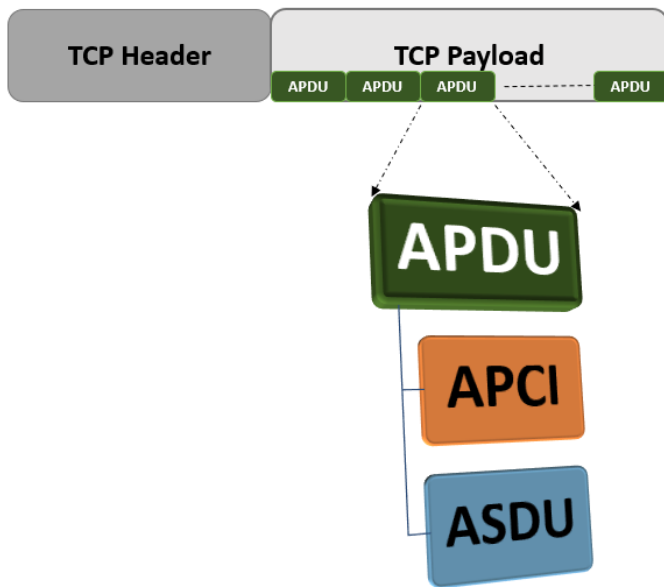 TCP Header
TCP Payload
APDU APDU APDU APDU
APDU
APCI
ASDU